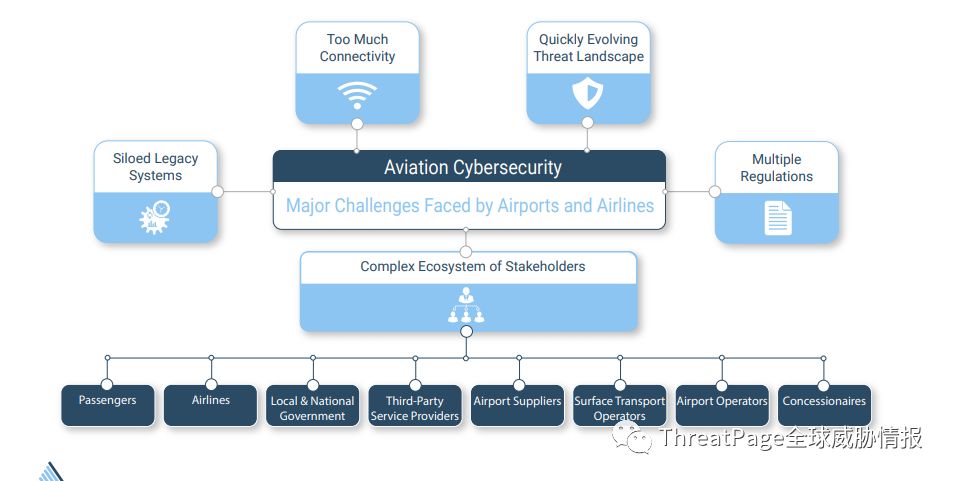 Too Much
Connectivity
Quickly Evolving
Threat Landscape
Siloed Legacy
Systems
Aviation Cybersecurity
Major Challenges Faced by Airports and Airlines
Multiple
Regulations
Complex Ecosystem of Stakeholders
Passengers
Airlines
Local & National
Government
Third-Party
Service Providers
Airport Suppliers
Surface Transport
Operators
Airport Operators
Concessionaires
ThreatPage全球威胁情报